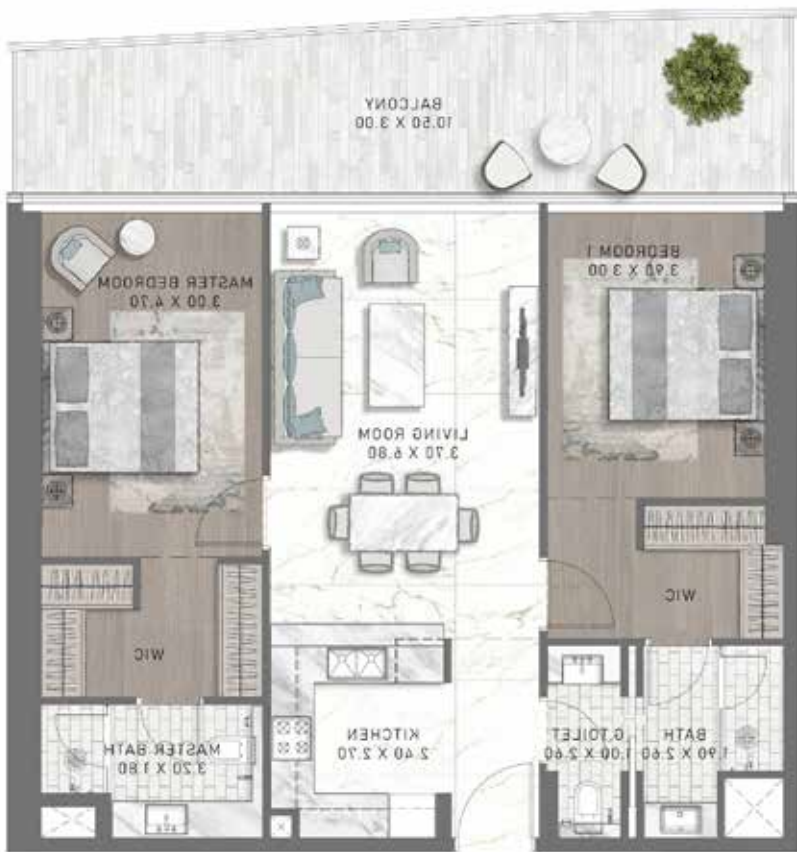 BALCONY
10.50 X 3.00
MASTER BEDROOM
3.00 X 4.70
BEDROOM 1
3.90 X 3.00
LIVING ROOM
3.70 X 6.80
WIC
WIC
MASTER BATH
3.20 X 1.80
KITCHEN
2.40 X 2.70
G.TOILET
1.00 X 2.60
BATH
1.90 X 2.60